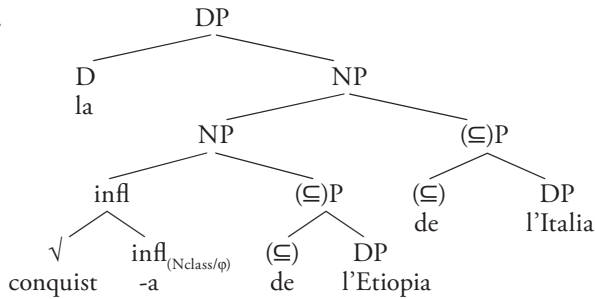 DP
D NP
la
NP (⊆)P
infl (⊆)P (⊆) DP
de l'Italia
√ infl(Nclass/φ) (⊆) DP
conquist -a de l'Etiopia